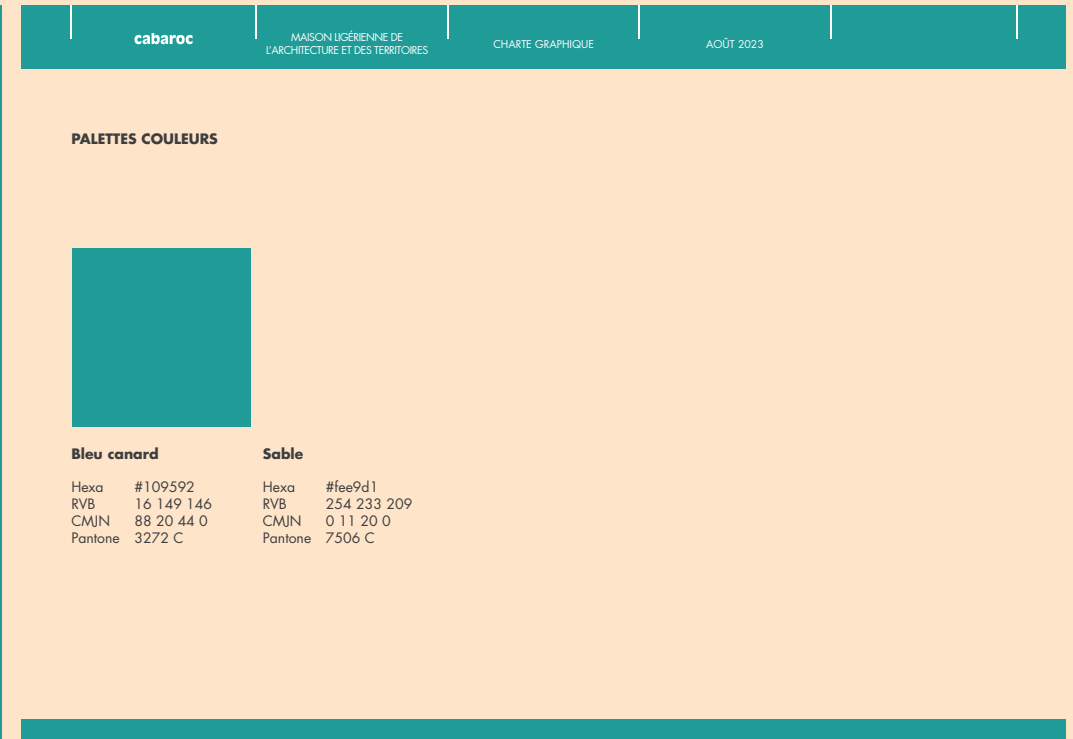 cabaroc
MAISON LIGÉRIENNE DE
L'ARCHITECTURE ET DES TERRITOIRES
CHARTE GRAPHIQUE
AOÛT 2023
PALETTES COULEURS
Bleu canard
Hexa #109592
RVB 16 149 146
CMJN 88 20 44 0
Pantone 3272 C
Sable
Hexa #fee9d1
RVB 254 233 209
CMJN 0 11 20 0
Pantone 7506 C